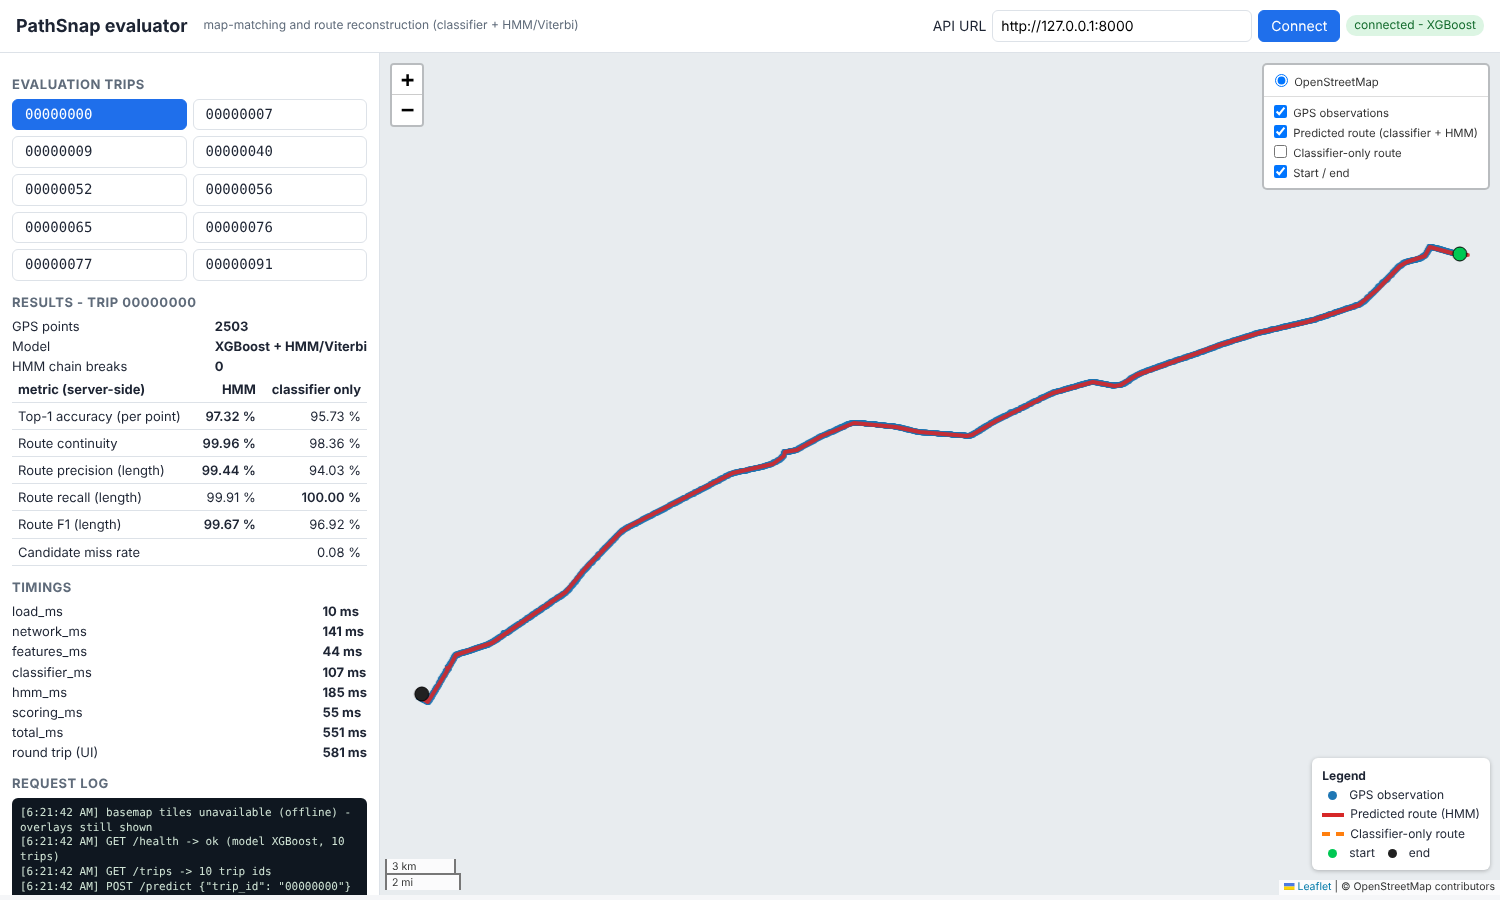 PathSnap evaluator
map-matching and route reconstruction (classifier + HMM/Viterbi)
API URL
http://127.0.0.1:8000
Connect
connected - XGBoost
EVALUATION TRIPS
00000000
00000007
00000009
00000040
00000052
00000056
00000065
00000076
00000077
00000091
RESULTS - TRIP 00000000
GPS points 2503
Model XGBoost + HMM/Viterbi
HMM chain breaks 0
metric (server-side) HMM classifier only
Top-1 accuracy (per point) 97.32 % 95.73 %
Route continuity 99.96 % 98.36 %
Route precision (length) 99.44 % 94.03 %
Route recall (length) 99.91 % 100.00 %
Route F1 (length) 99.67 % 96.92 %
Candidate miss rate 0.08 %
TIMINGS
load_ms 10 ms
network_ms 141 ms
features_ms 44 ms
classifier_ms 107 ms
hmm_ms 185 ms
scoring_ms 55 ms
total_ms 551 ms
round trip (UI) 581 ms
REQUEST LOG
[6:21:42 AM] basemap tiles unavailable (offline) -
overlays still shown
[6:21:42 AM] GET /health -> ok (model XGBoost, 10
trips)
[6:21:42 AM] GET /trips -> 10 trip ids
[6:21:42 AM] POST /predict {"trip_id": "00000000"}
+
−
OpenStreetMap
GPS observations
Predicted route (classifier + HMM)
Classifier-only route
Start / end
Legend
GPS observation
Predicted route (HMM)
Classifier-only route
start end
3 km
2 mi
Leaflet | © OpenStreetMap contributors